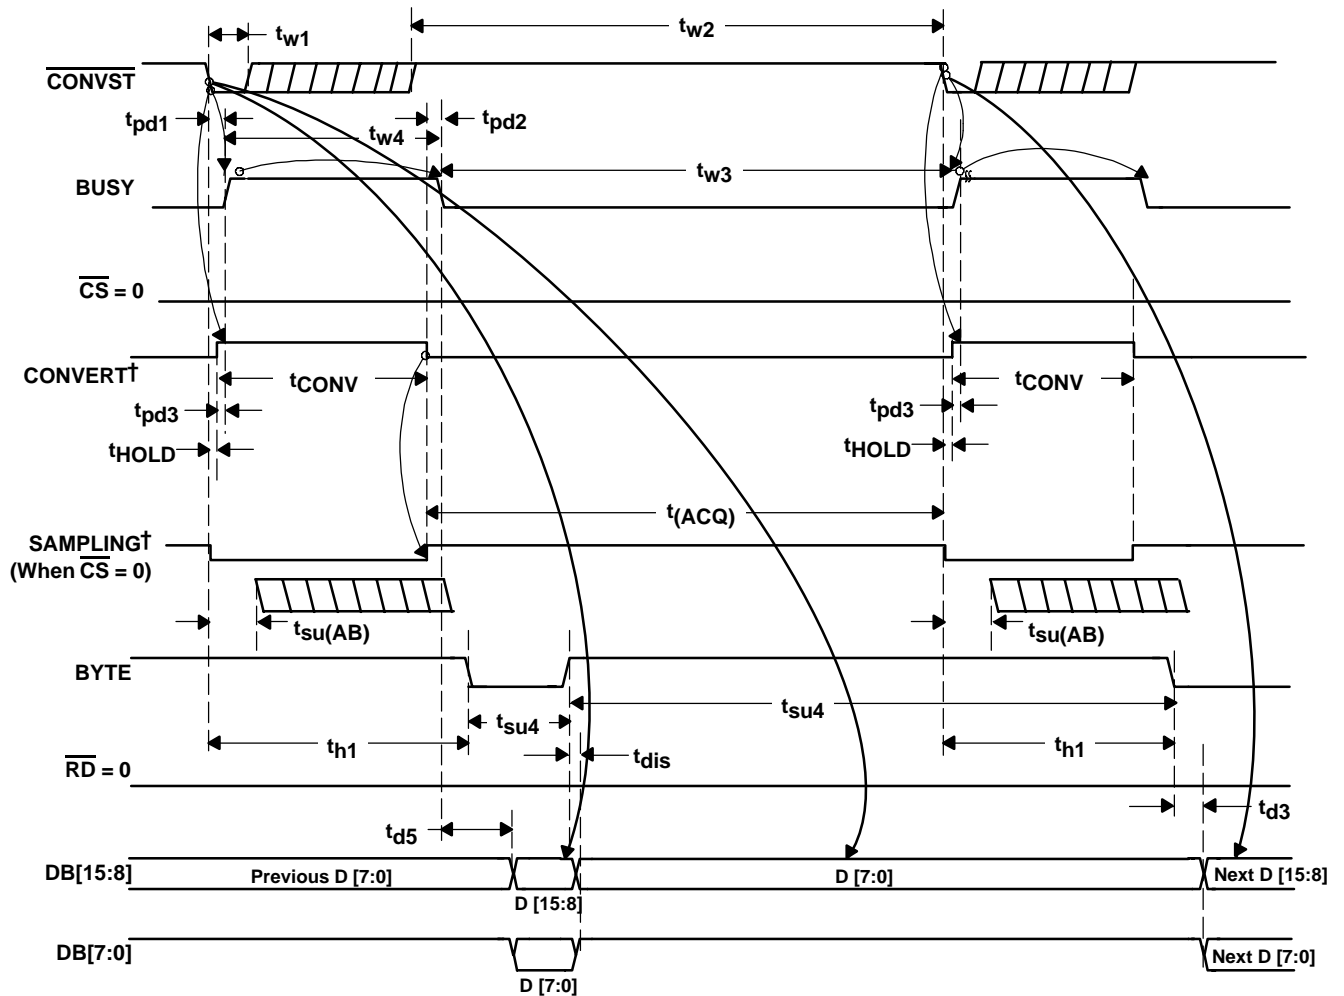 tw1
tw2
CONVST
tpd1
tw4
tpd2
BUSY
tw3
CS = 0
CONVERT†
tCONV
tCONV
tpd3
tpd3
tHOLD
tHOLD
t(ACQ)
SAMPLING†
(When CS = 0)
tsu(AB)
tsu(AB)
BYTE
tsu4
tsu4
th1
tdis
th1
RD = 0
td5
td3
DB[15:8]
Previous D [7:0]
D [15:8]
D [7:0]
Next D [15:8]
DB[7:0]
D [7:0]
Next D [7:0]